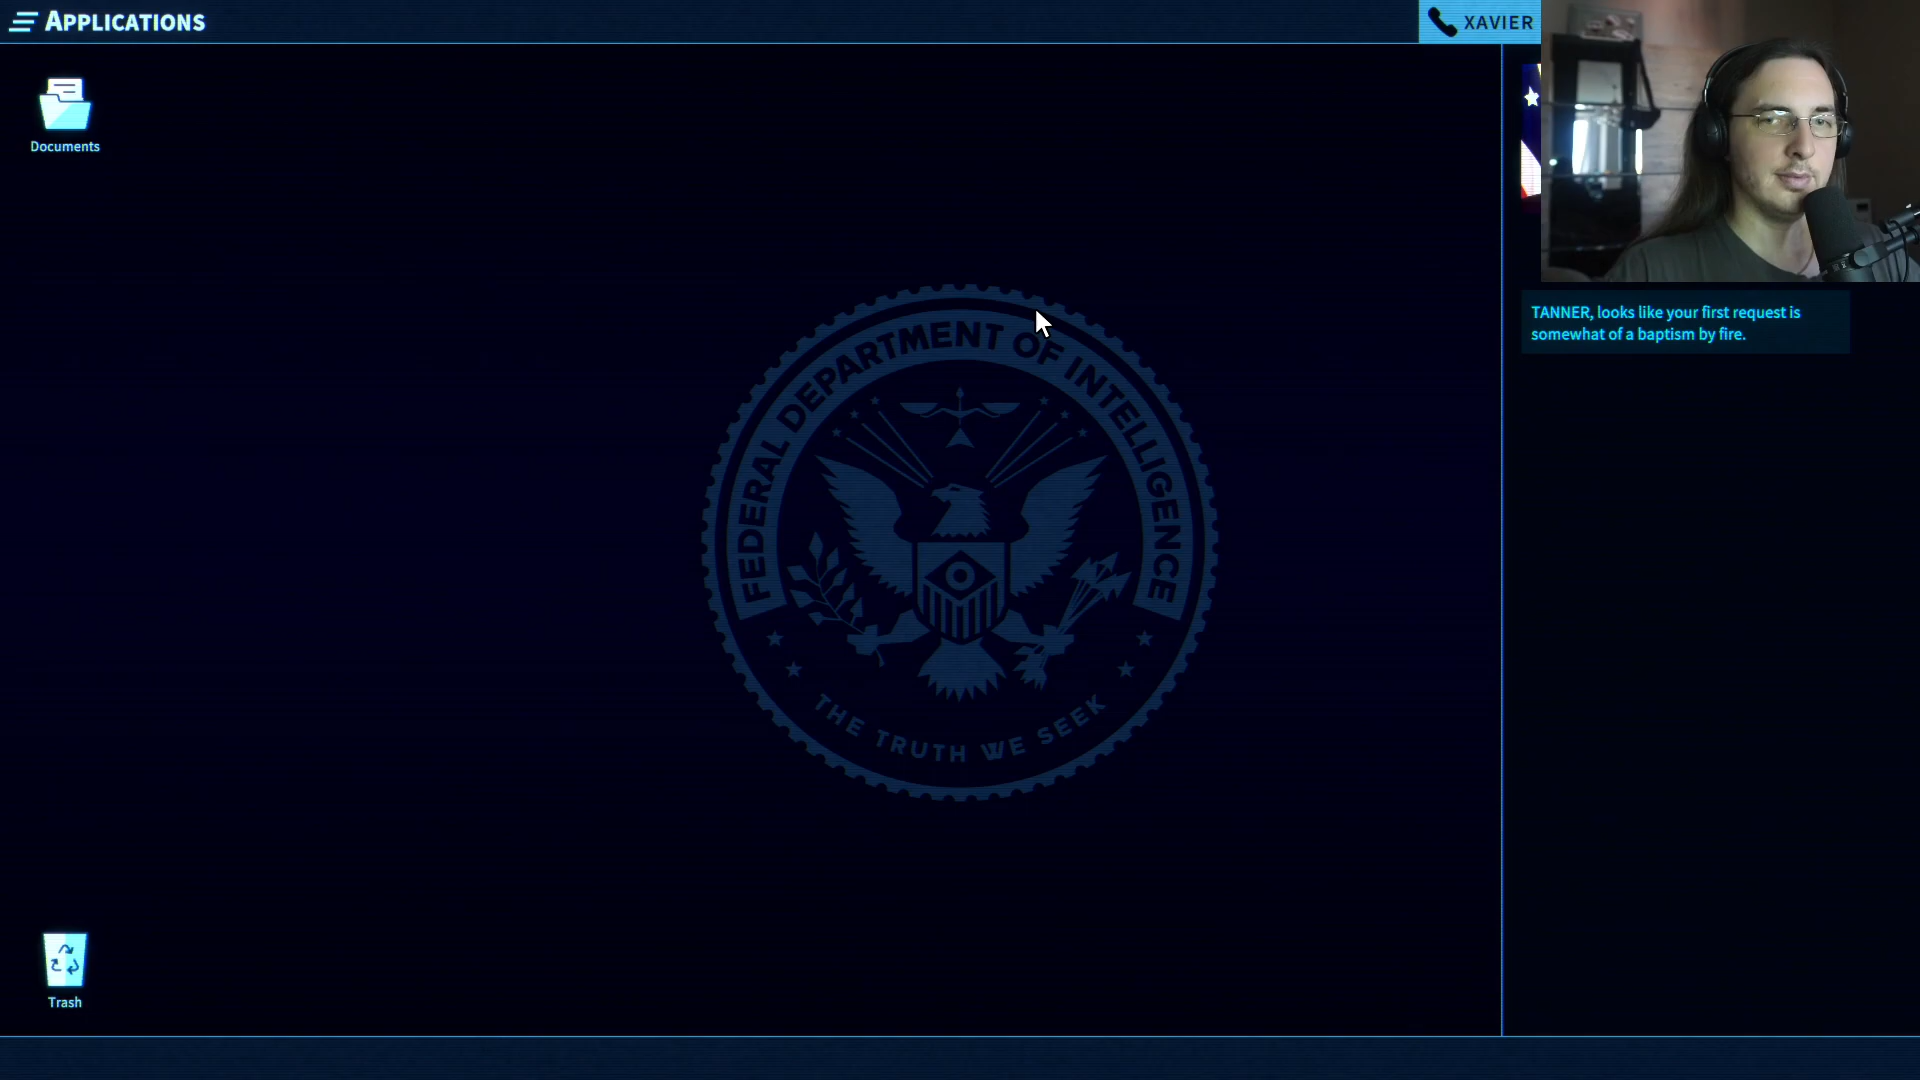 APPLICATIONS
XAVIER
Documents
TANNER, looks like your first request is
somewhat of a baptism by fire.
FEDERAL DEPARTMENT OF INTELLIGENCE
THE TRUTH WE SEEK
Trash